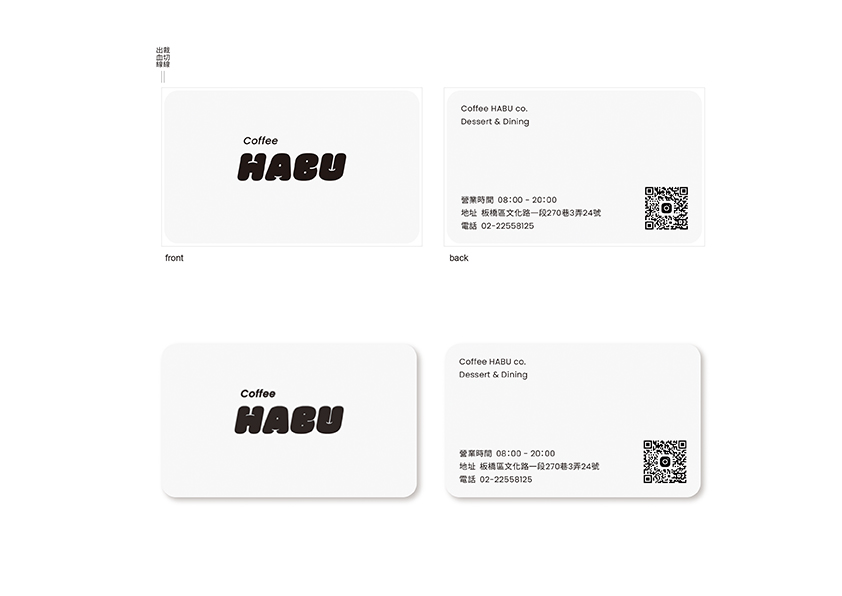 裁切線
出血線
Coffee
HABU
front
Coffee HABU co.
Dessert & Dining
營業時間 08:00 - 20:00
地址 板橋區文化路一段270巷3弄24號
電話 02-22558125
back
Coffee
HABU
Coffee HABU co.
Dessert & Dining
營業時間 08:00 - 20:00
地址 板橋區文化路一段270巷3弄24號
電話 02-22558125